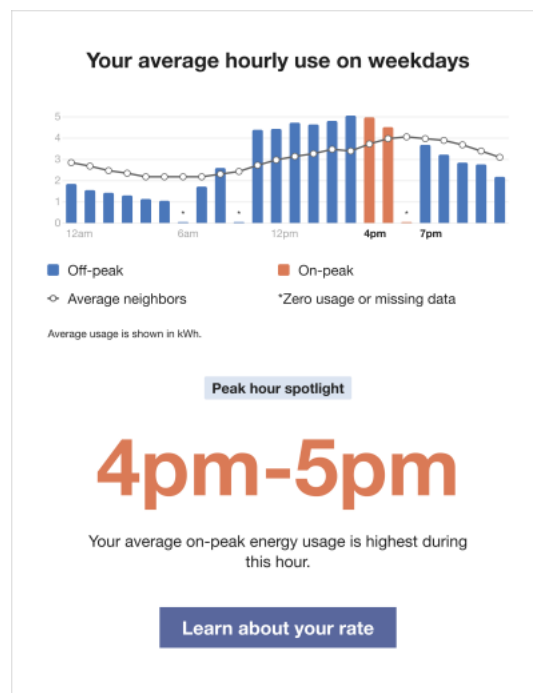 Your average hourly use on weekdays
5
4
3
2
1
0
*
*
*
12am 6am 12pm 4pm 7pm
Off-peak On-peak
Average neighbors *Zero usage or missing data
Average usage is shown in kWh.
Peak hour spotlight
4pm-5pm
Your average on-peak energy usage is highest during
this hour.
Learn about your rate